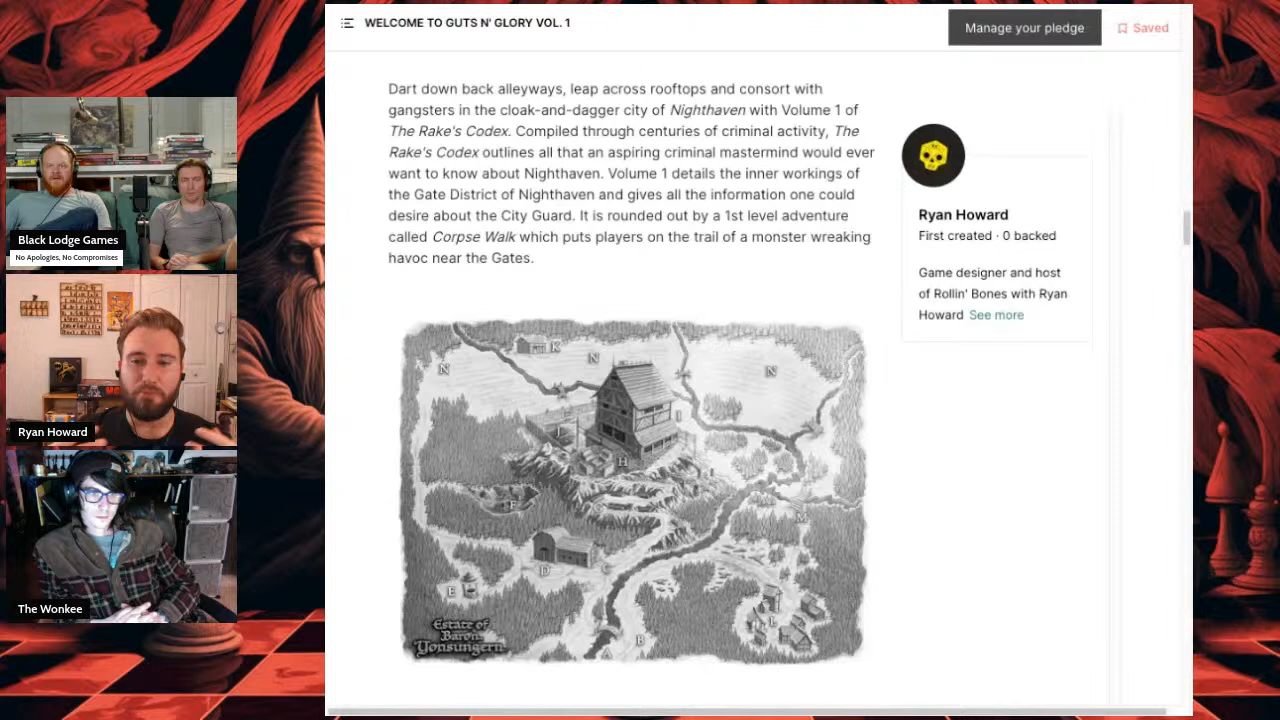 WELCOME TO GUTS N' GLORY VOL. 1
Manage your pledge
Saved
Dart down back alleyways, leap across rooftops and consort with
gangsters in the cloak-and-dagger city of Nighthaven with Volume 1 of
The Rake's Codex. Compiled through centuries of criminal activity, The
Rake's Codex outlines all that an aspiring criminal mastermind would ever
want to know about Nighthaven. Volume 1 details the inner workings of
the Gate District of Nighthaven and gives all the information one could
desire about the City Guard. It is rounded out by a 1st level adventure
called Corpse Walk which puts players on the trail of a monster wreaking
havoc near the Gates.
Ryan Howard
First created · 0 backed
Game designer and host
of Rollin' Bones with Ryan
Howard See more
Black Lodge Games
No Apologies, No Compromises
Ryan Howard
The Wonkee
K
N
N
N
I
J
H
F
M
D
C
E
L
B
A
Estate of
Baron
Yonsungern